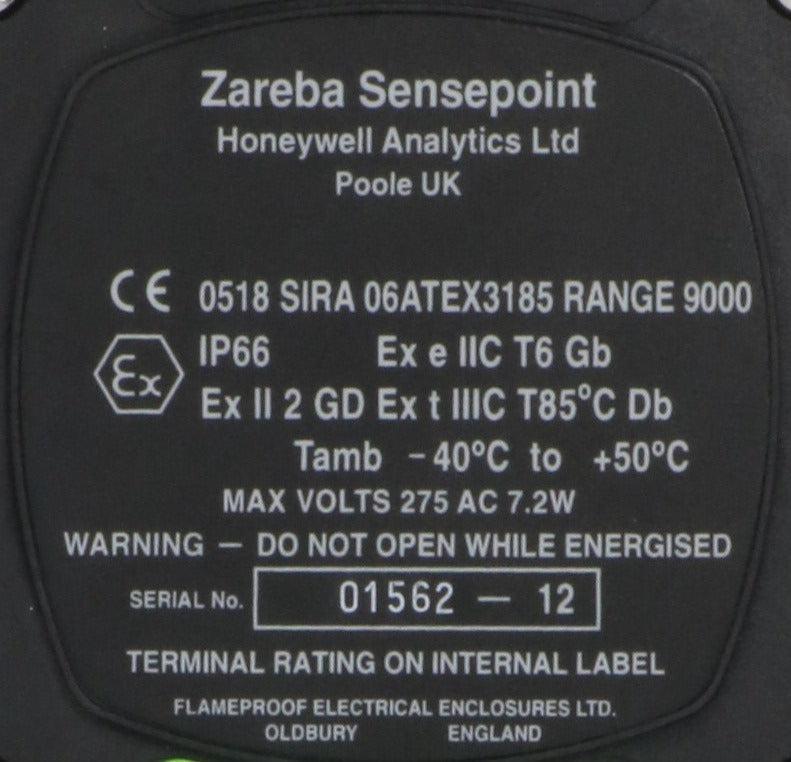 Zareba Sensepoint
Honeywell Analytics Ltd
Poole UK
CE 0518 SIRA 06ATEX3185 RANGE 9000
IP66 Ex e IIC T6 Gb
Ex
Ex II 2 GD Ex t IIIC T85°C Db
Tamb -40°C to +50°C
MAX VOLTS 275 AC 7.2W
WARNING — DO NOT OPEN WHILE ENERGISED
SERIAL No. 01562 — 12
TERMINAL RATING ON INTERNAL LABEL
FLAMEPROOF ELECTRICAL ENCLOSURES LTD.
OLDBURY ENGLAND